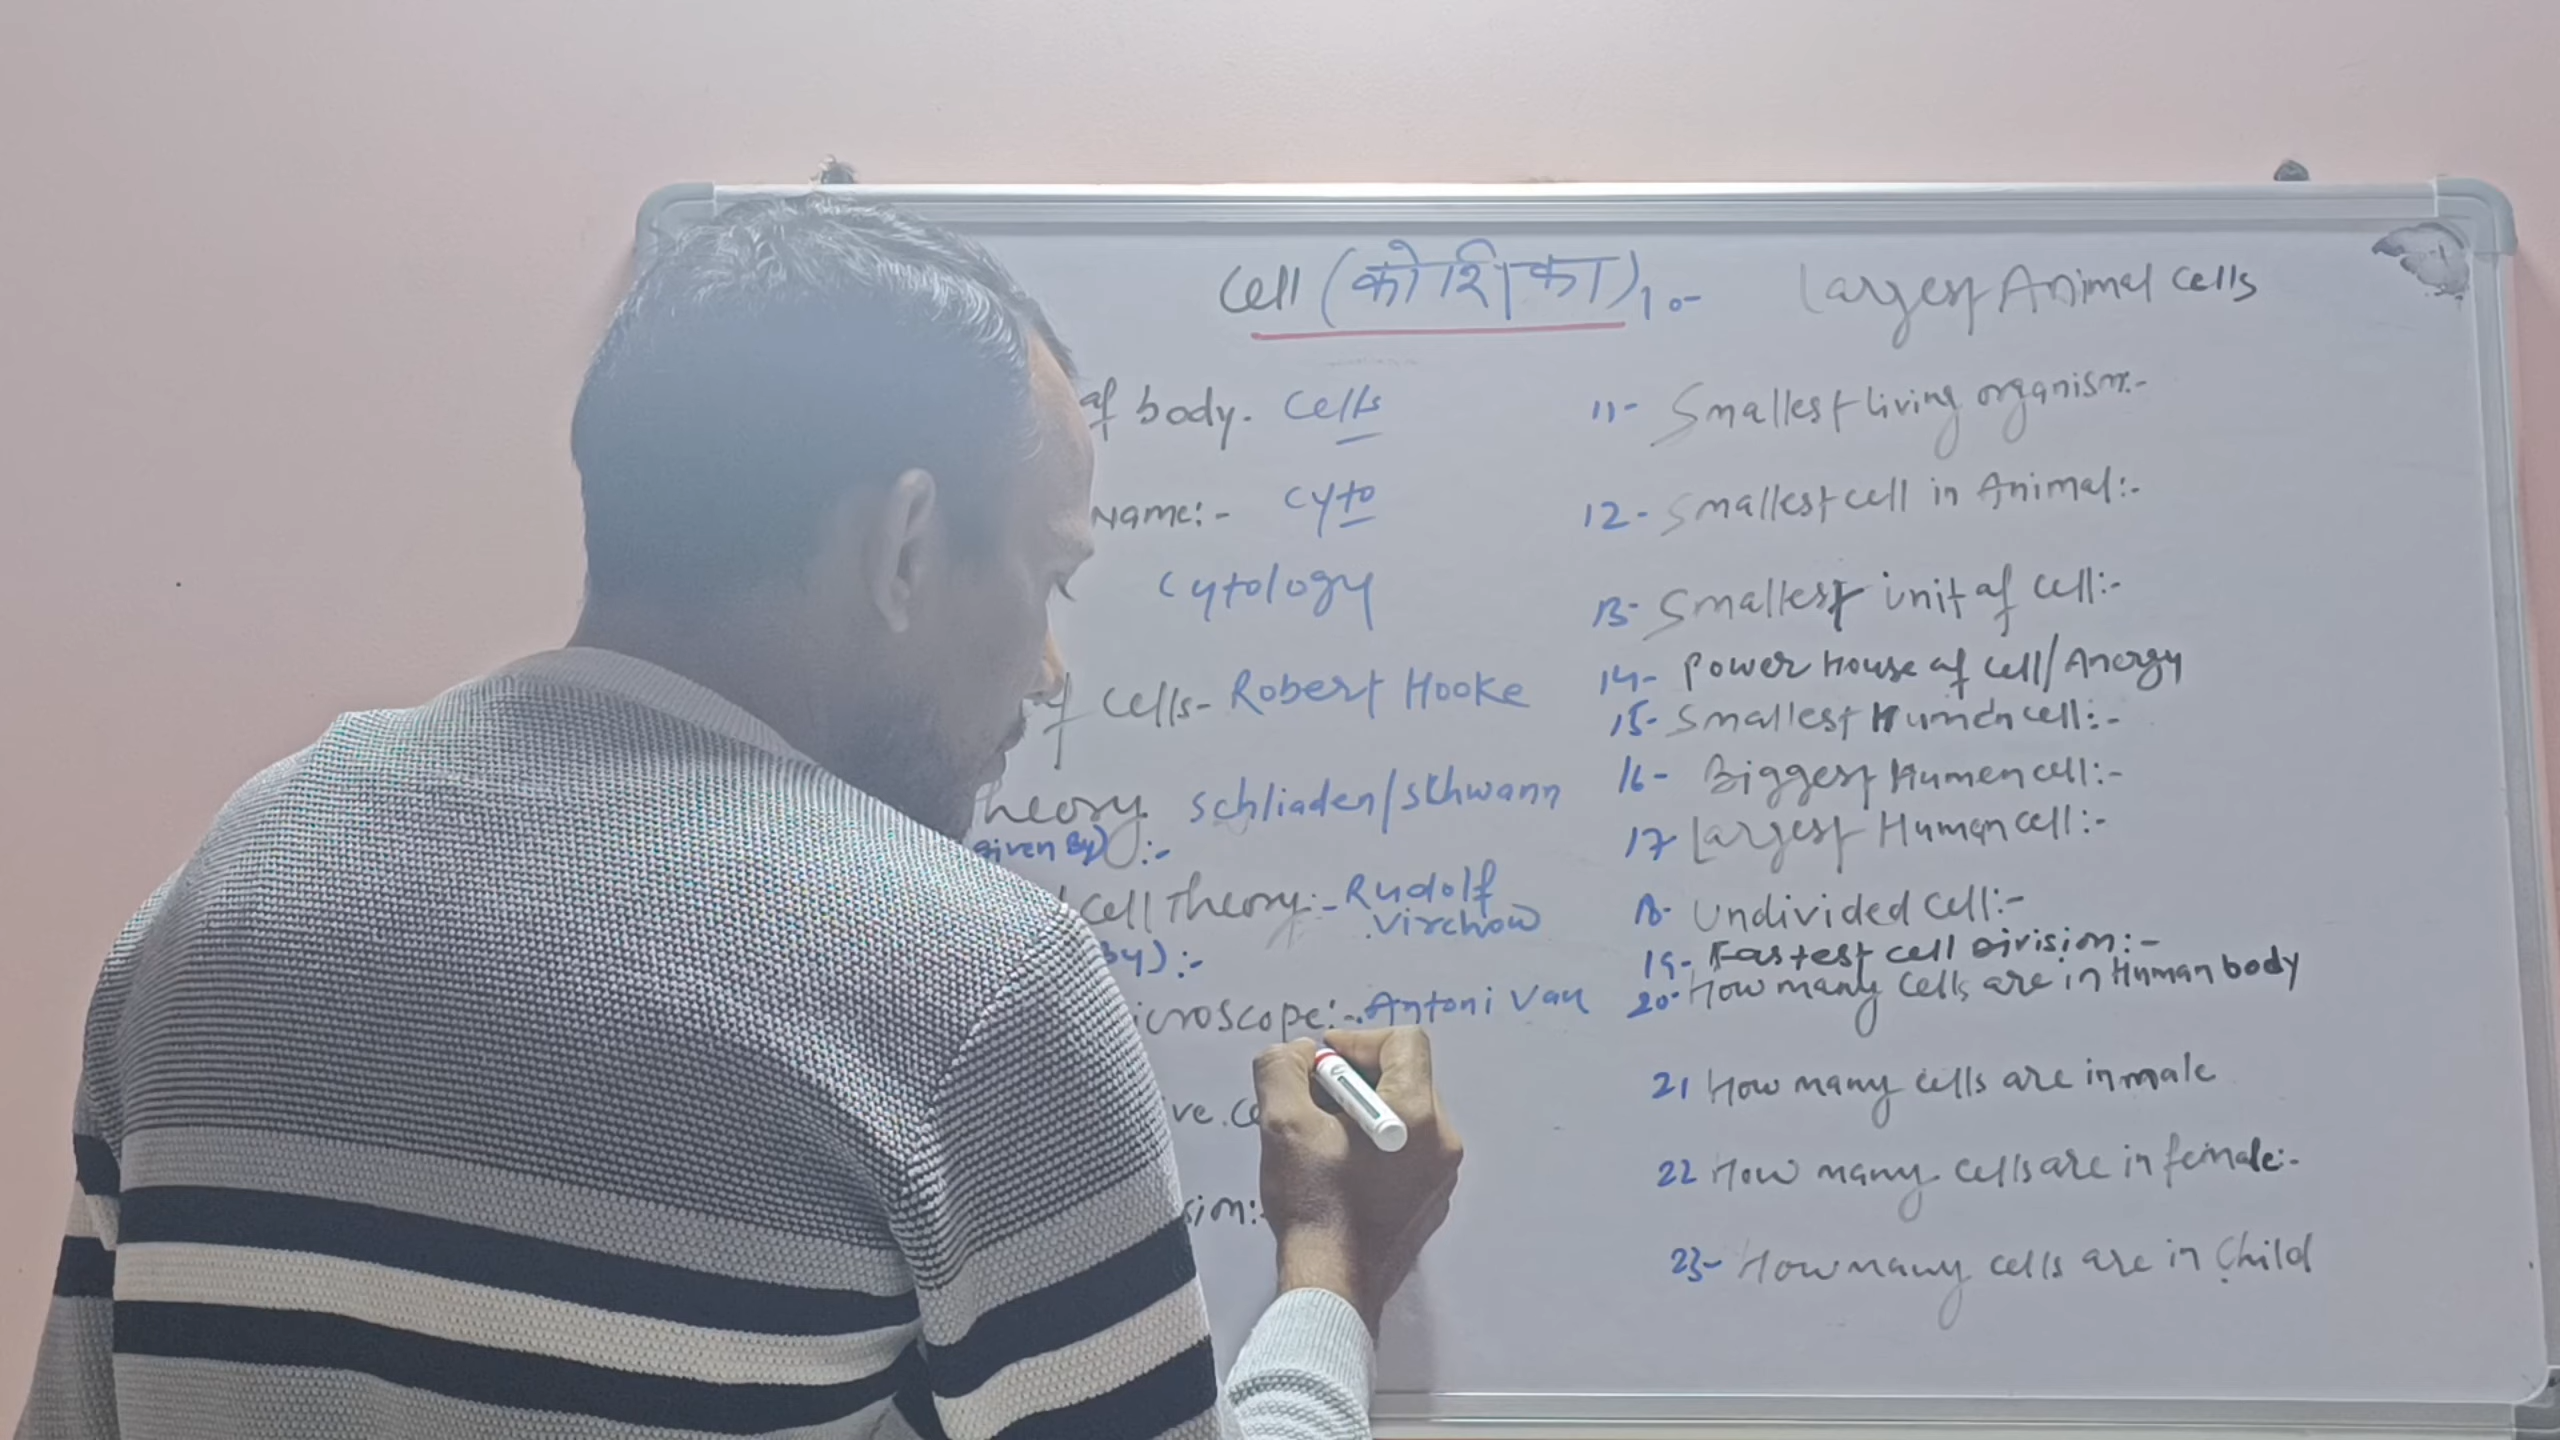 Cell (कोशिका)
of body. Cells
Name:- Cyto
Cytology
of Cells- Robert Hooke
Theory Schliaden/Schwann
given By) :-
Cell Theory:- Rudolf
Virchow
By):-
icroscope:- Antoni Van
ve.ce
sion:-
10- Largest Animal Cells
11- Smallest living organism:-
12- Smallest cell in Animal:-
13- Smallest unit of cell:-
14- Power House of cell/Anergy
15- Smallest Human cell:-
16- Biggest Humen cell:-
17 Largest Human cell:-
18- Undivided Cell:-
19- Fastest cell Division:-
20- How many Cells are in Human body
21 How many cells are in male
22 How many cells are in female:-
23- How many cells are in Child